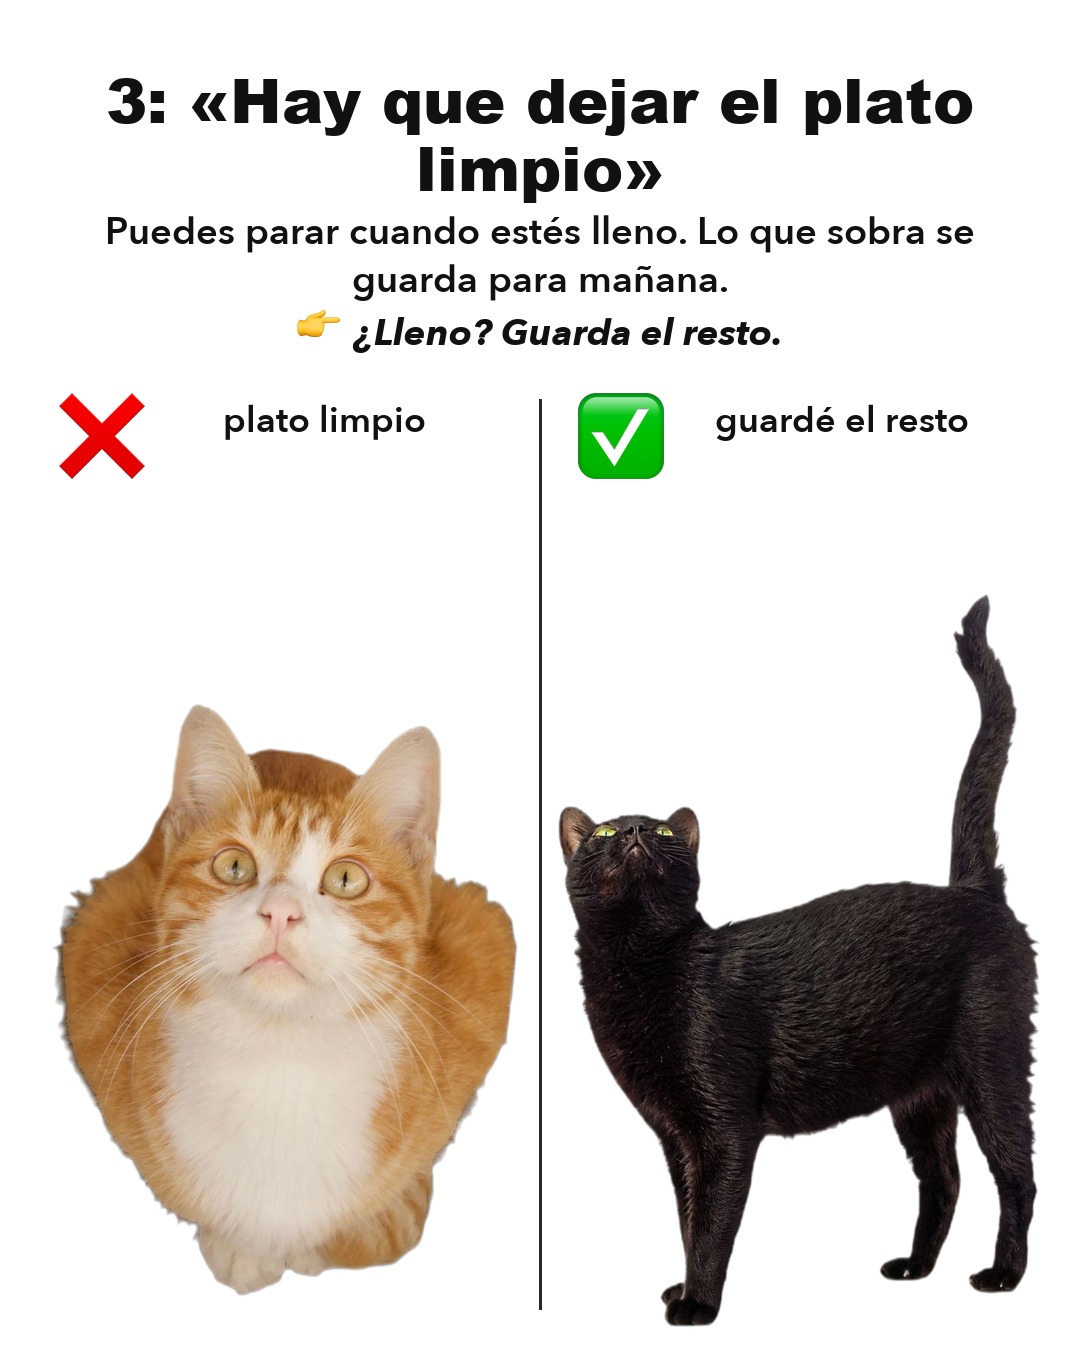 3: «Hay que dejar el plato
limpio»
Puedes parar cuando estés lleno. Lo que sobra se
guarda para mañana.
👉 ¿Lleno? Guarda el resto.
❌ plato limpio
✅ guardé el resto